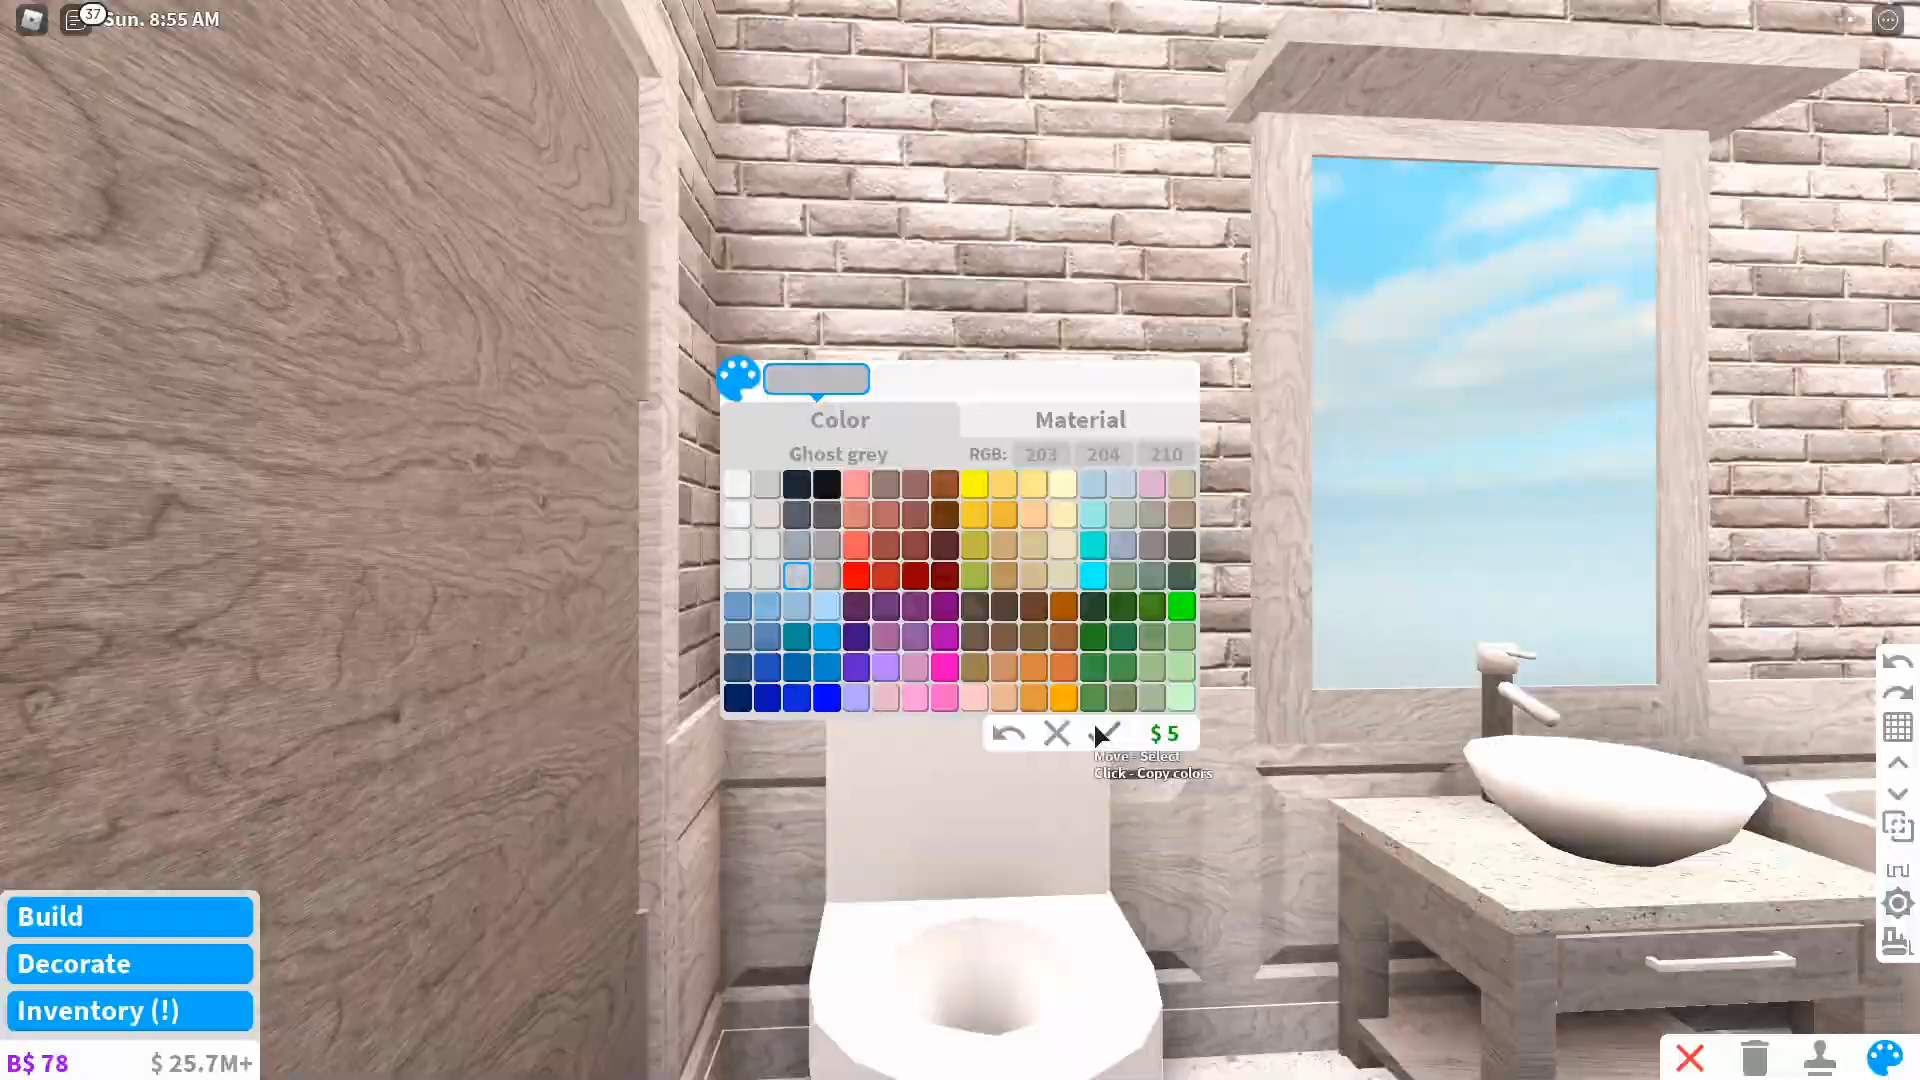 37
Sun. 8:55 AM
Color
Material
Ghost grey
RGB: 203 204 210
$ 5
Move - Select
Click - Copy colors
Build
Decorate
Inventory (!)
B$ 78
$ 25.7M+